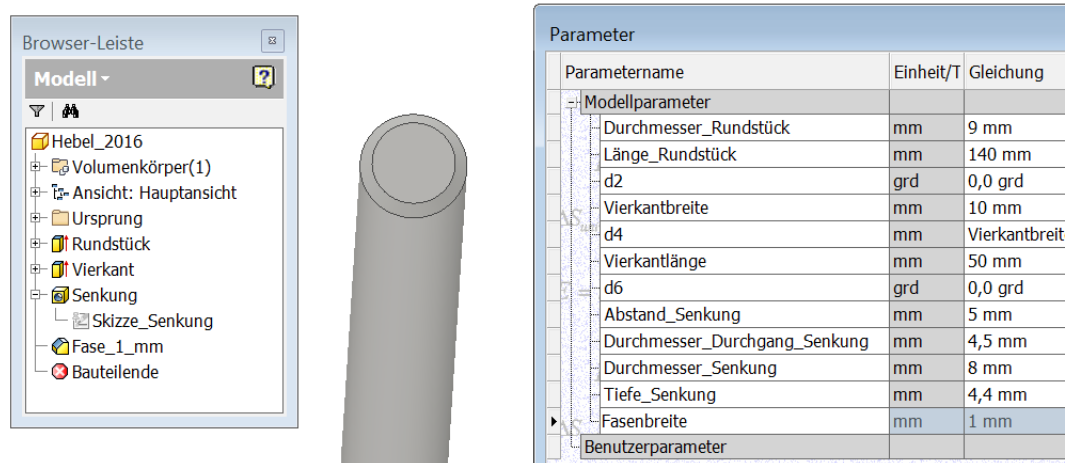 Browser-Leiste
Modell
Hebel_2016
Volumenkörper(1)
Ansicht: Hauptansicht
Ursprung
Rundstück
Vierkant
Senkung
Skizze_Senkung
Fase_1_mm
Bauteilende
Parameter
Parametername Einheit/T Gleichung
Modellparameter
Durchmesser_Rundstück mm 9 mm
Länge_Rundstück mm 140 mm
d2 grd 0,0 grd
Vierkantbreite mm 10 mm
d4 mm Vierkantbreite
Vierkantlänge mm 50 mm
d6 grd 0,0 grd
Abstand_Senkung mm 5 mm
Durchmesser_Durchgang_Senkung mm 4,5 mm
Durchmesser_Senkung mm 8 mm
Tiefe_Senkung mm 4,4 mm
Fasenbreite mm 1 mm
Benutzerparameter